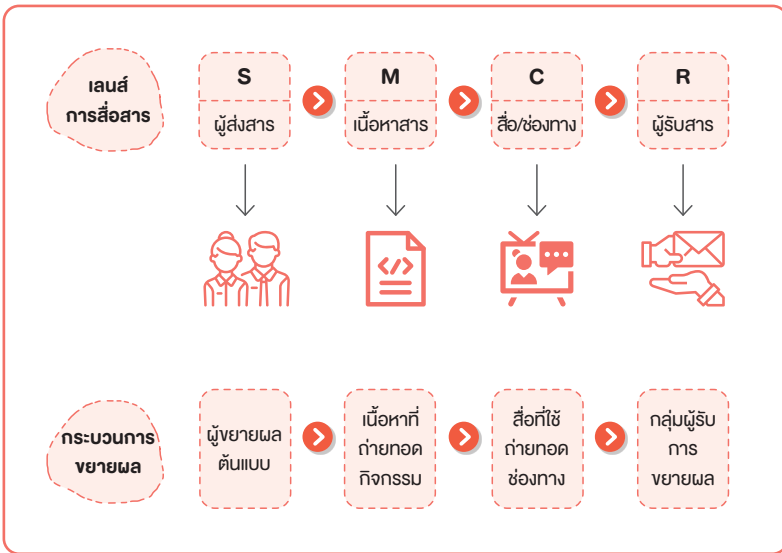 เลนส์
การสื่อสาร
S
ผู้ส่งสาร
M
เนื้อหาสาร
C
สื่อ/ช่องทาง
R
ผู้รับสาร
</>
กระบวนการ
ขยายผล
ผู้ขยายผล
ต้นแบบ
เนื้อหาที่
ถ่ายทอด
กิจกรรม
สื่อที่ใช้
ถ่ายทอด
ช่องทาง
กลุ่มผู้รับ
การ
ขยายผล